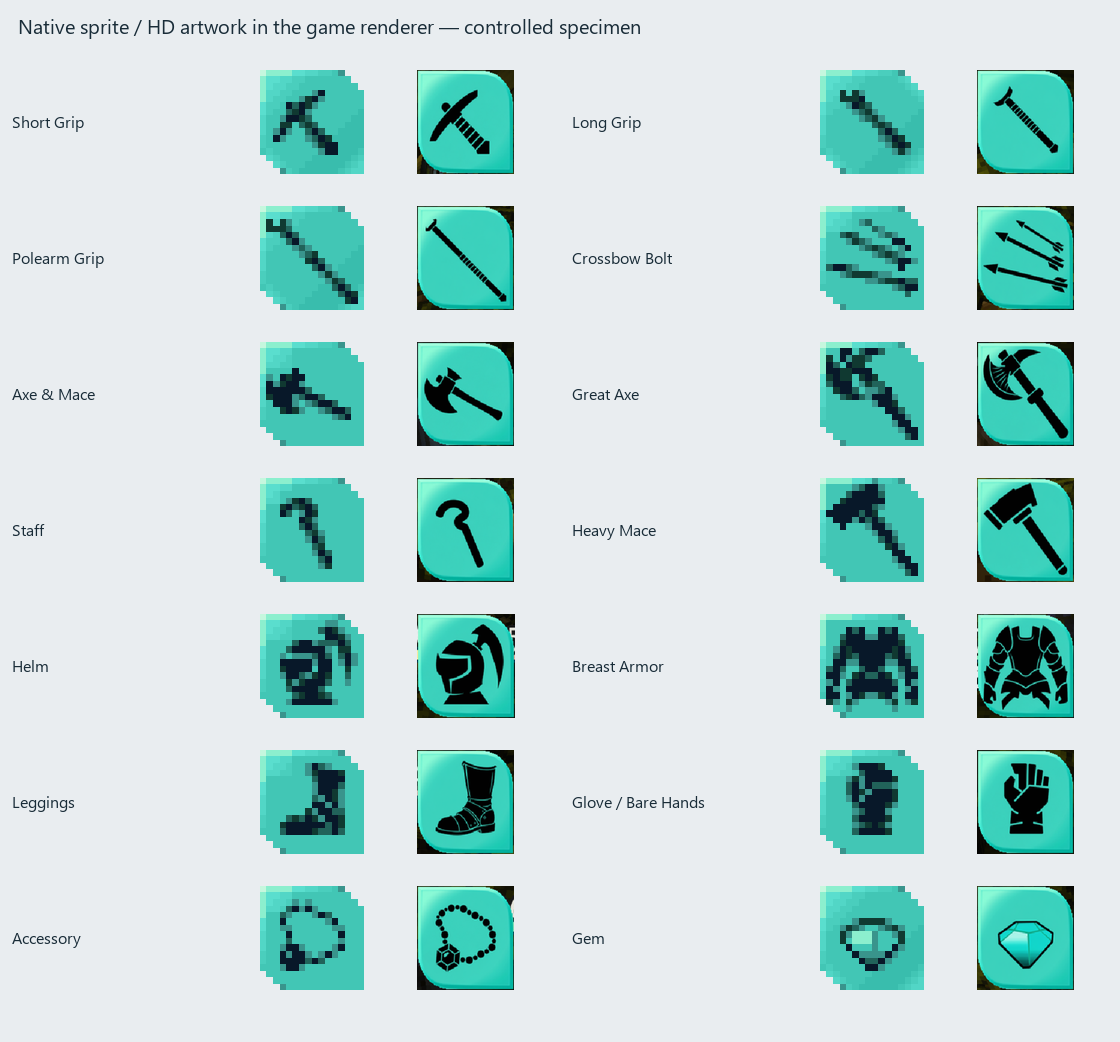 Native sprite / HD artwork in the game renderer — controlled specimen
Short Grip
Long Grip
Polearm Grip
Crossbow Bolt
Axe & Mace
Great Axe
Staff
Heavy Mace
Helm
Breast Armor
Leggings
Glove / Bare Hands
Accessory
Gem